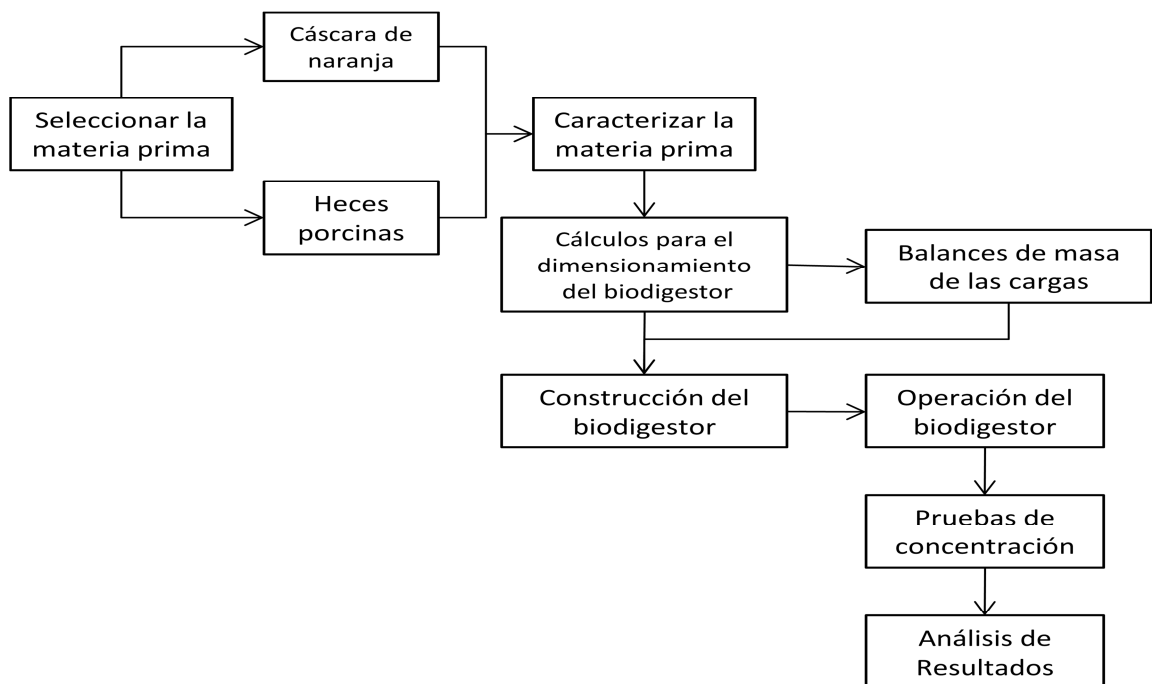 Cáscara de
naranja
Seleccionar la
materia prima
Heces
porcinas
Caracterizar la
materia prima
Cálculos para el
dimensionamiento
del biodigestor
Balances de masa
de las cargas
Construcción del
biodigestor
Operación del
biodigestor
Pruebas de
concentración
Análisis de
Resultados